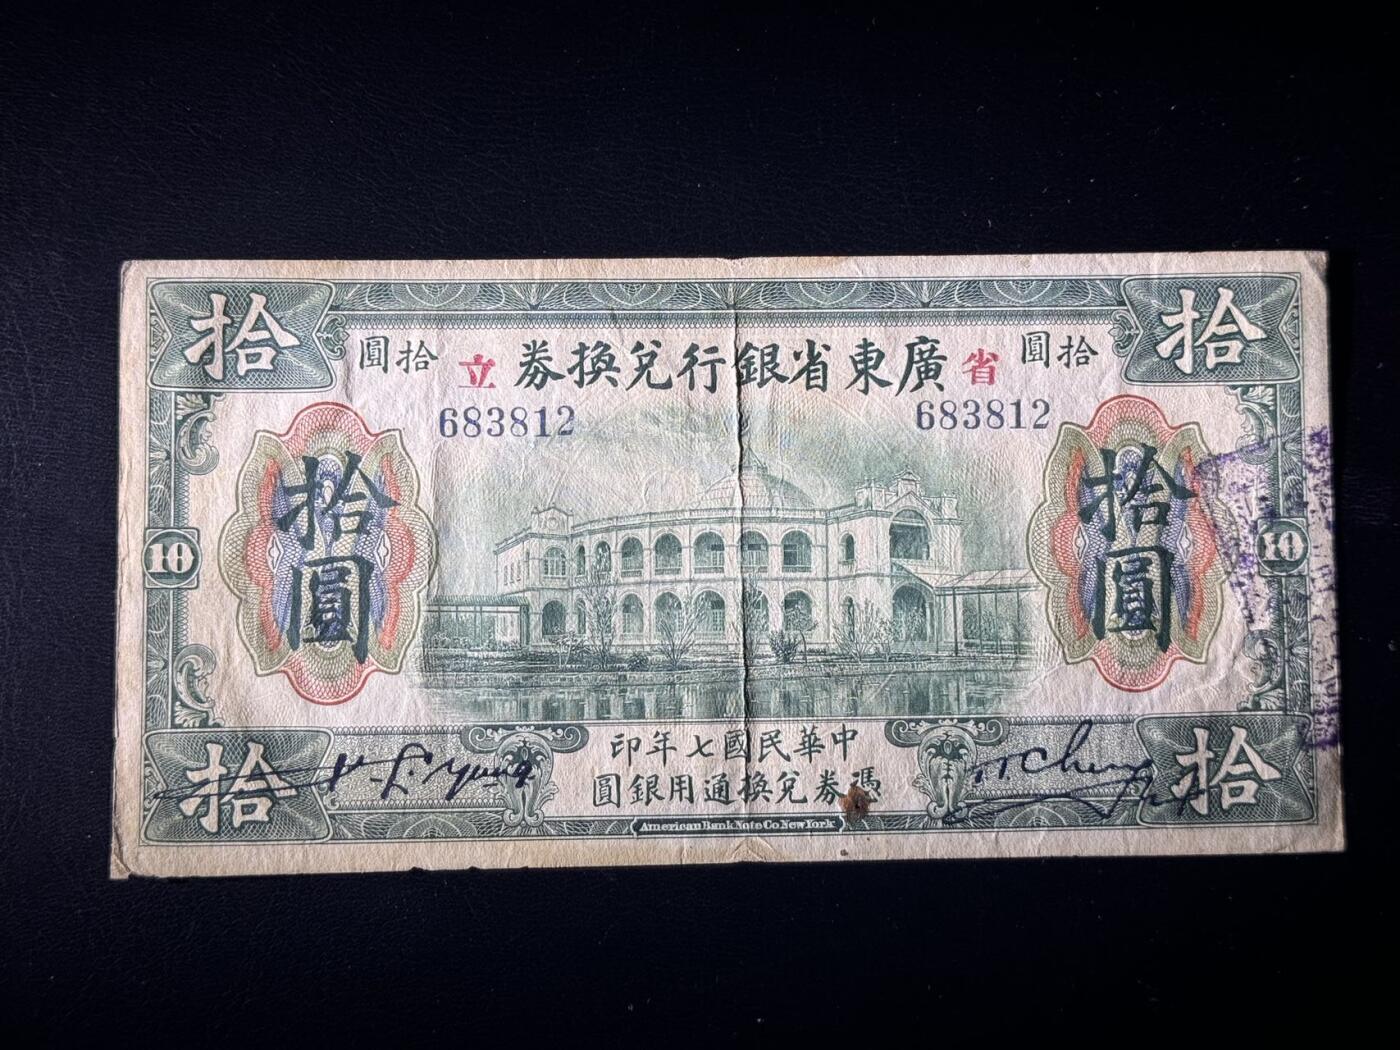 拾
拾
拾圓
省
廣東省銀行兌換券
立
拾圓
683812
683812
拾圓
拾圓
10
10
中華民國七年印
憑券兌換通用銀圓
拾
拾
American Bank Note Co. New York